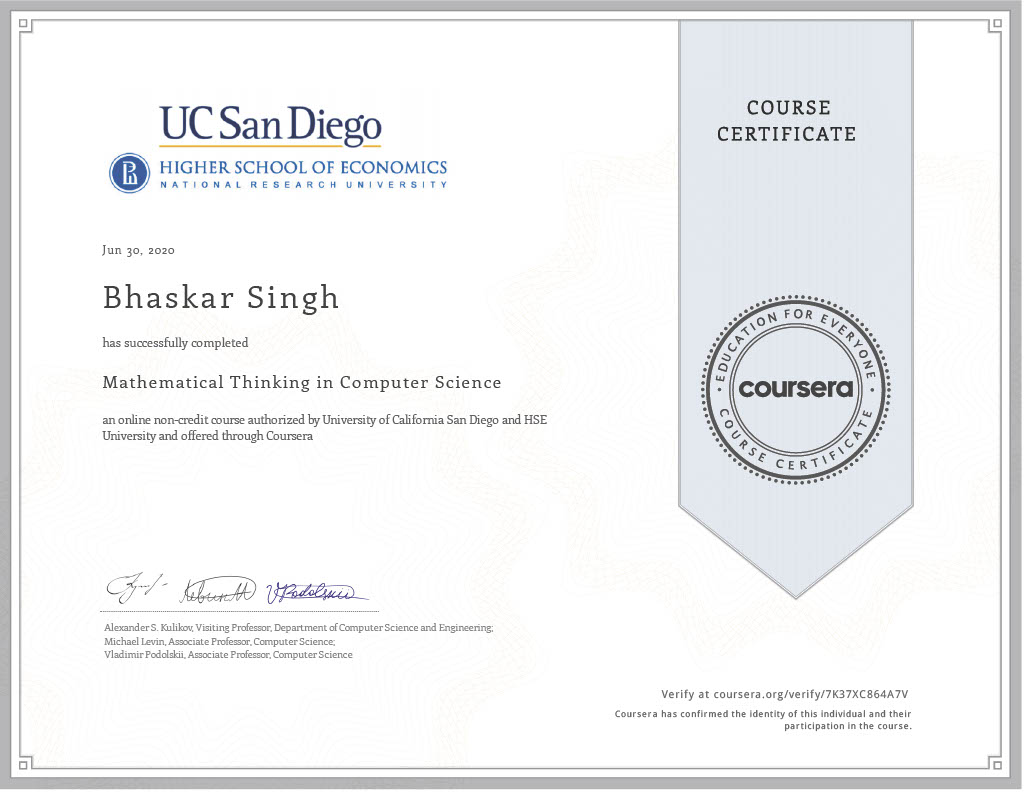 UC San Diego
HIGHER SCHOOL OF ECONOMICS
NATIONAL RESEARCH UNIVERSITY
Jun 30, 2020
Bhaskar Singh
has successfully completed
Mathematical Thinking in Computer Science
an online non-credit course authorized by University of California San Diego and HSE
University and offered through Coursera
Alexander S. Kulikov, Visiting Professor, Department of Computer Science and Engineering;
Michael Levin, Associate Professor, Computer Science;
Vladimir Podolskii, Associate Professor, Computer Science
COURSE
CERTIFICATE
EDUCATION FOR EVERYONE
coursera
COURSE CERTIFICATE
Verify at coursera.org/verify/7K37XC864A7V
Coursera has confirmed the identity of this individual and their
participation in the course.